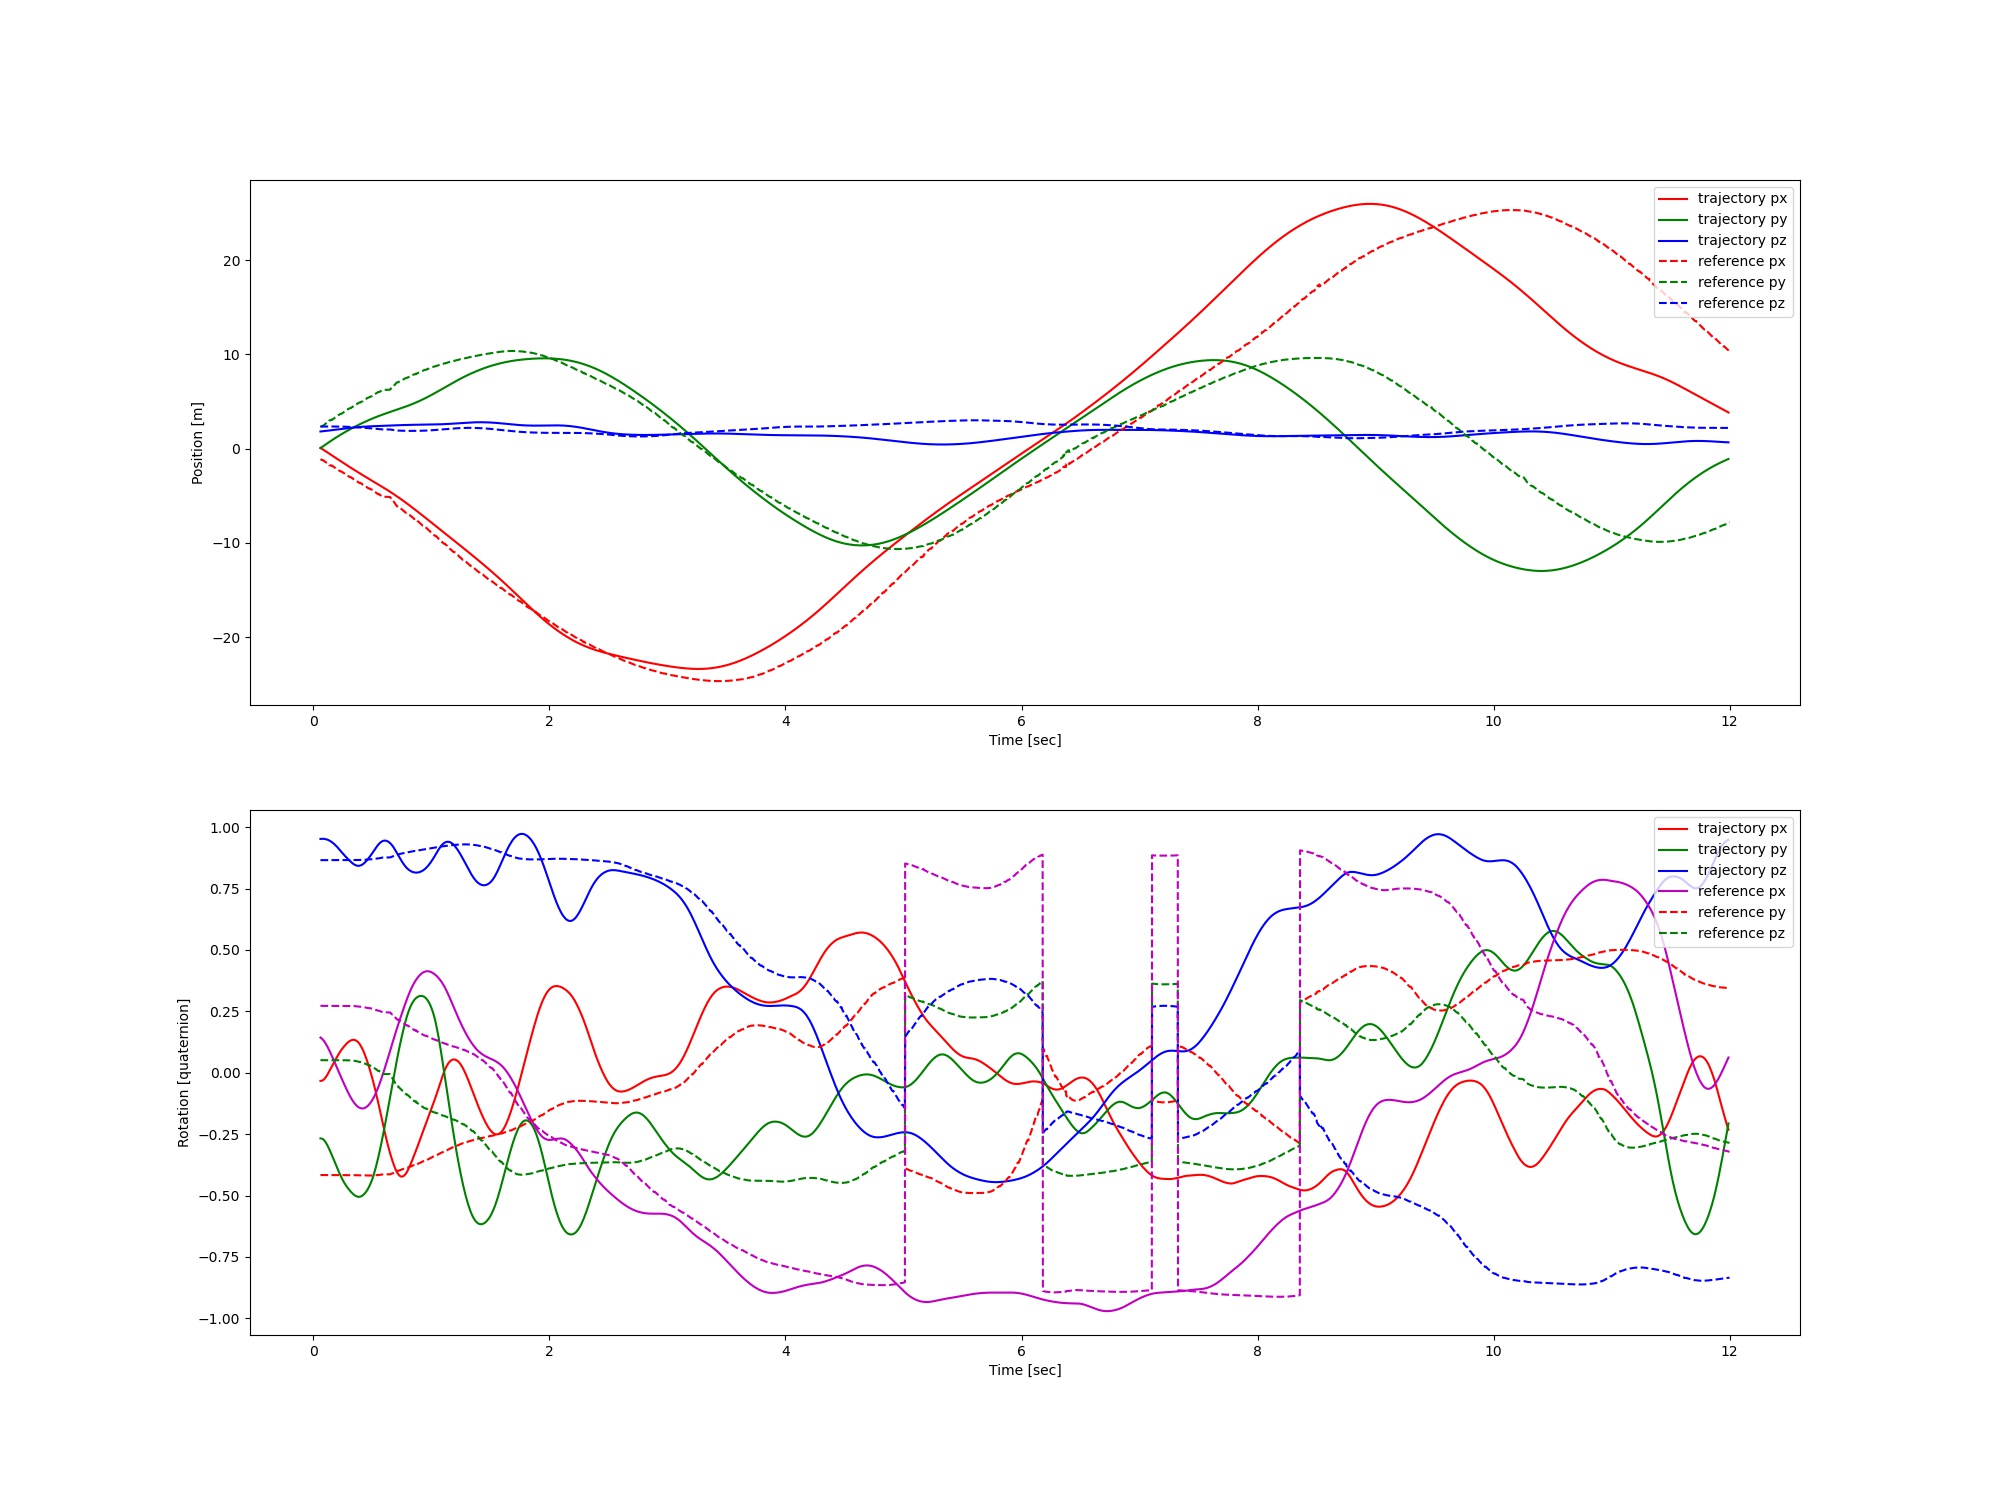 trajectory px
trajectory py
trajectory pz
reference px
reference py
reference pz
20
10
0
−10
−20
Position [m]
0 2 4 6 8 10 12
Time [sec]
trajectory px
trajectory py
trajectory pz
reference px
reference py
reference pz
1.00
0.75
0.50
0.25
0.00
−0.25
−0.50
−0.75
−1.00
Rotation [quaternion]
0 2 4 6 8 10 12
Time [sec]